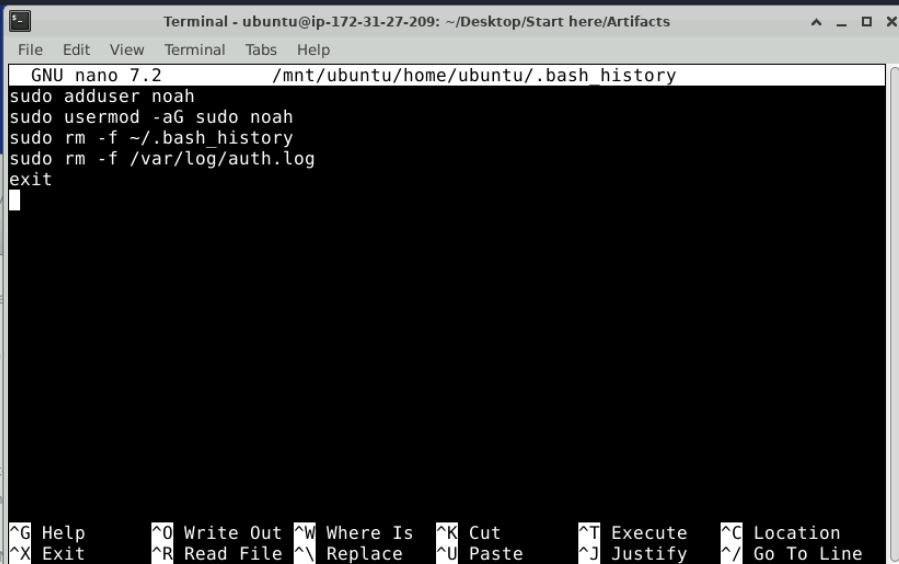 Terminal - ubuntu@ip-172-31-27-209: ~/Desktop/Start here/Artifacts
File Edit View Terminal Tabs Help
GNU nano 7.2 /mnt/ubuntu/home/ubuntu/.bash_history
sudo adduser noah
sudo usermod -aG sudo noah
sudo rm -f ~/.bash_history
sudo rm -f /var/log/auth.log
exit
^G Help ^O Write Out ^W Where Is ^K Cut ^T Execute ^C Location
^X Exit ^R Read File ^\ Replace ^U Paste ^J Justify ^/ Go To Line